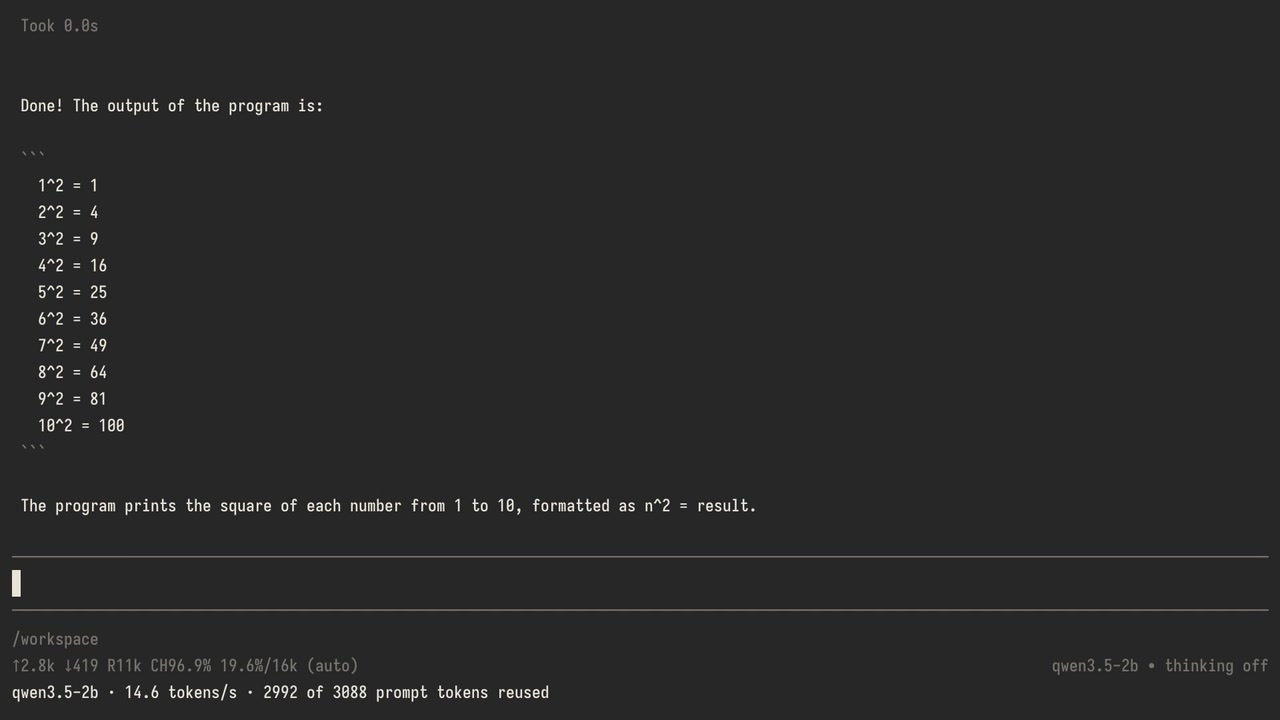 Took 0.0s
Done! The output of the program is:
```
1^2 = 1
2^2 = 4
3^2 = 9
4^2 = 16
5^2 = 25
6^2 = 36
7^2 = 49
8^2 = 64
9^2 = 81
10^2 = 100
```
The program prints the square of each number from 1 to 10, formatted as n^2 = result.
/workspace
↑2.8k ↓419 R11k CH96.9% 19.6%/16k (auto) qwen3.5-2b • thinking off
qwen3.5-2b · 14.6 tokens/s · 2992 of 3088 prompt tokens reused